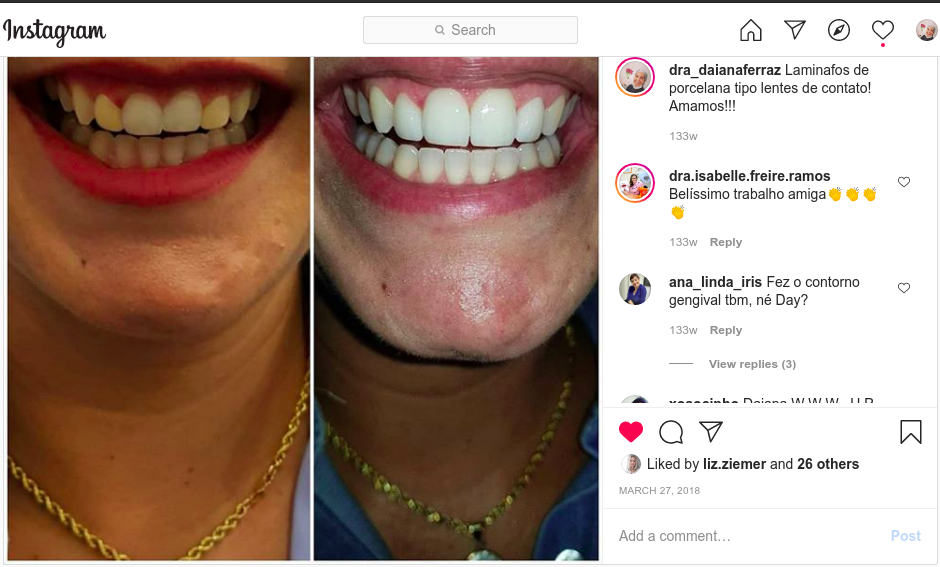 Instagram
Search
dra_daianaferraz Laminafos de
porcelana tipo lentes de contato!
Amamos!!!
133w
dra.isabelle.freire.ramos
Belíssimo trabalho amiga👏👏👏
👏
133w Reply
ana_linda_iris Fez o contorno
gengival tbm, né Day?
133w Reply
View replies (3)
Liked by liz.ziemer and 26 others
MARCH 27, 2018
Add a comment… Post